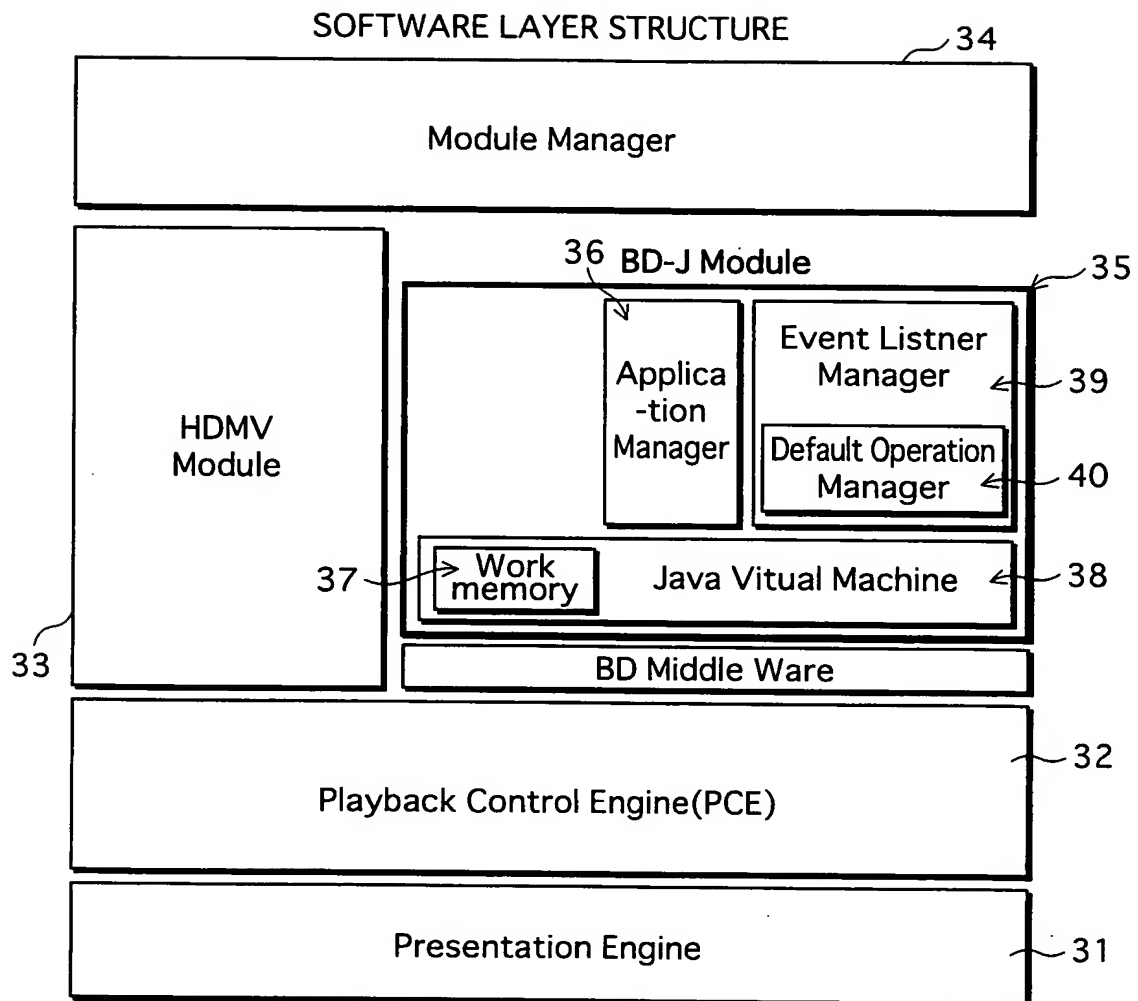 SOFTWARE LAYER STRUCTURE
34
Module Manager
36
BD-J Module
35
HDMV
Module
Applica
-tion
Manager
Event Listner
Manager
39
Default Operation
Manager
40
37
Work
memory
Java Vitual Machine
38
33
BD Middle Ware
Playback Control Engine(PCE)
32
Presentation Engine
31